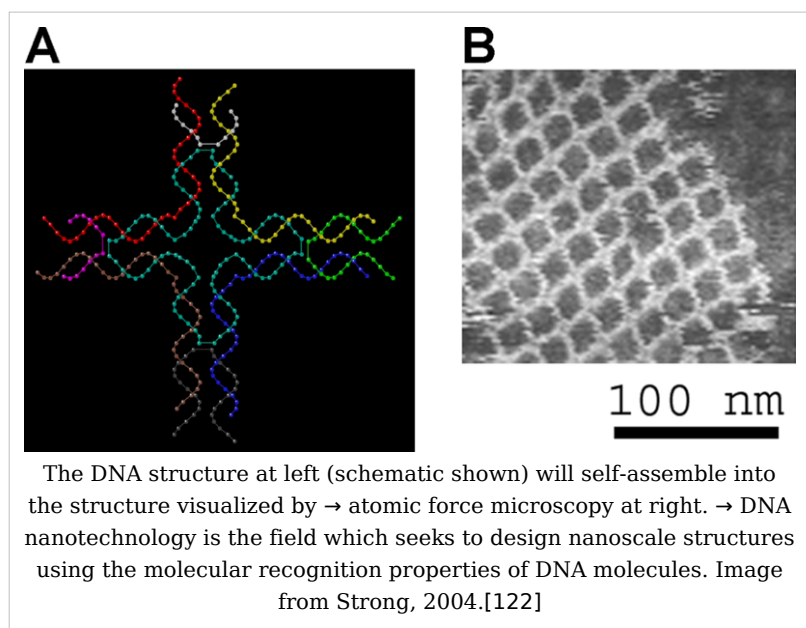 A
B
100 nm
The DNA structure at left (schematic shown) will self-assemble into
the structure visualized by → atomic force microscopy at right. → DNA
nanotechnology is the field which seeks to design nanoscale structures
using the molecular recognition properties of DNA molecules. Image
from Strong, 2004.[122]